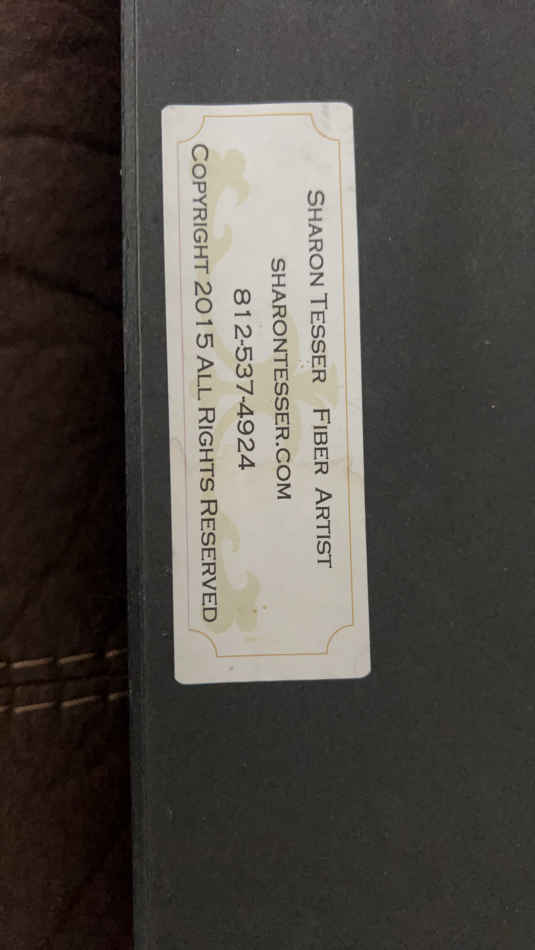 Sharon Tesser Fiber Artist
sharontesser.com
812-537-4924
Copyright 2015 All Rights Reserved